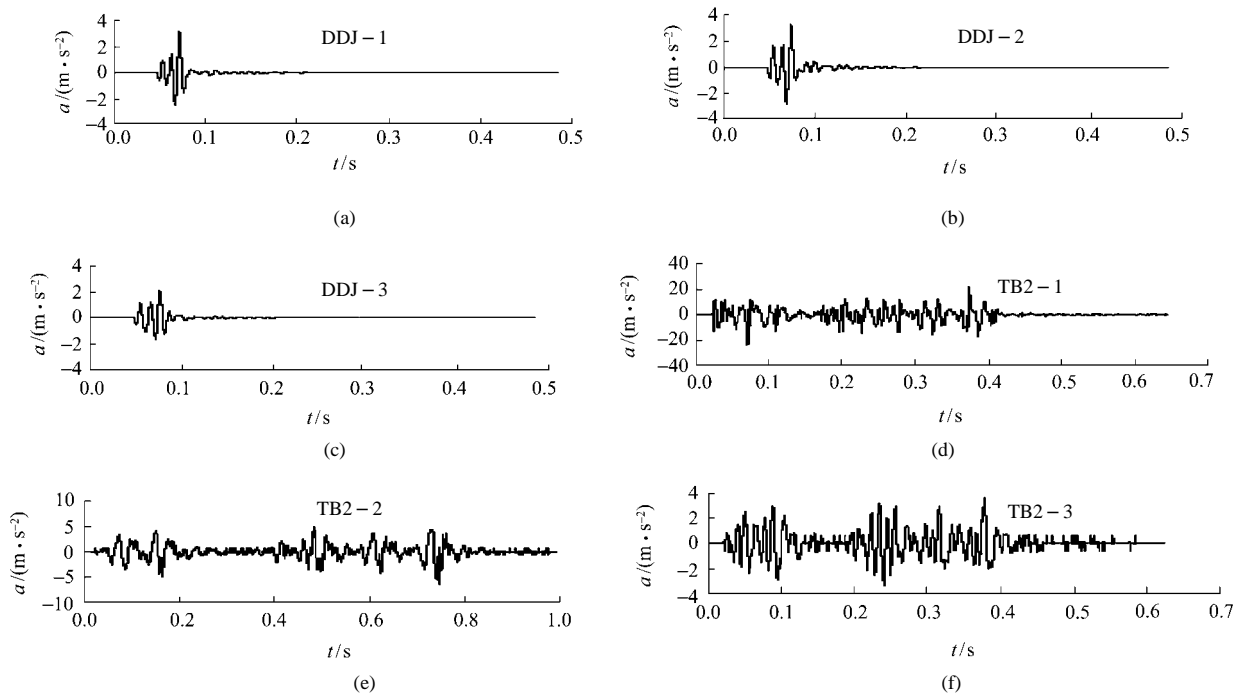 4
2
0
−2
−4
a/(m • s⁻²)
DDJ－1
0.0 0.1 0.2 0.3 0.4 0.5
t/s
(a)
4
2
0
−2
−4
a/(m • s⁻²)
DDJ－2
0.0 0.1 0.2 0.3 0.4 0.5
t/s
(b)
4
2
0
−2
−4
a/(m • s⁻²)
DDJ－3
0.0 0.1 0.2 0.3 0.4 0.5
t/s
(c)
40
20
0
−20
−40
a/(m • s⁻²)
TB2－1
0.0 0.1 0.2 0.3 0.4 0.5 0.6 0.7
t/s
(d)
10
5
0
−5
−10
a/(m • s⁻²)
TB2－2
0.0 0.2 0.4 0.6 0.8 1.0
t/s
(e)
4
2
0
−2
−4
a/(m • s⁻²)
TB2－3
0.0 0.1 0.2 0.3 0.4 0.5 0.6 0.7
t/s
(f)